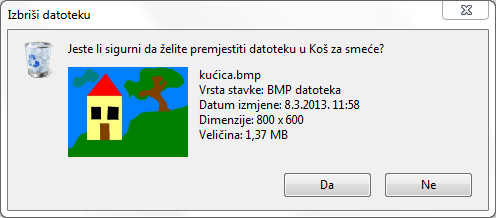 Izbriši datoteku
Jeste li sigurni da želite premjestiti datoteku u Koš za smeće?
kućica.bmp
Vrsta stavke: BMP datoteka
Datum izmjene: 8.3.2013. 11:58
Dimenzije: 800 x 600
Veličina: 1,37 MB
Da
Ne